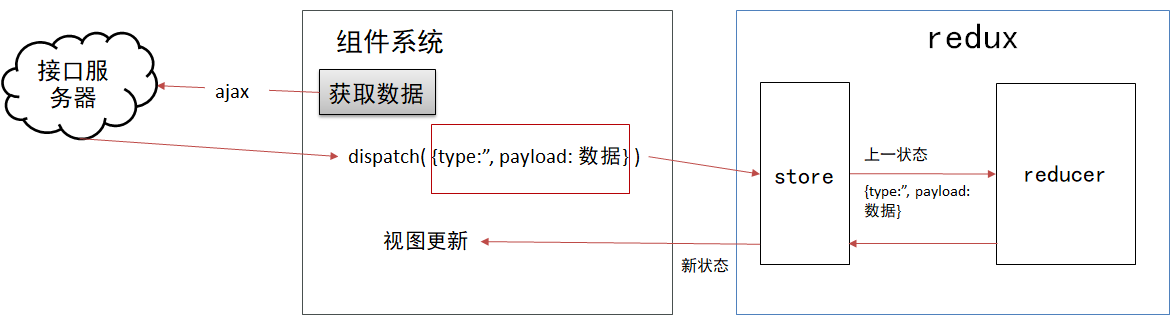 接口服
务器
ajax
组件系统
获取数据
dispatch( {type:”, payload: 数据} )
视图更新
新状态
redux
store
上一状态
{type:”, payload:
数据}
reducer